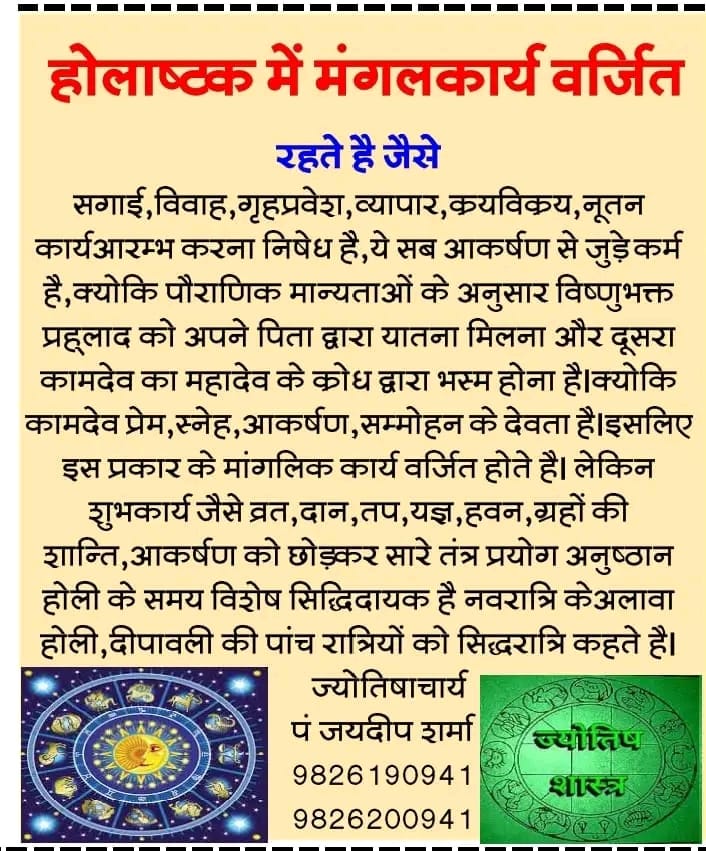 होलाष्टक में मंगलकार्य वर्जित
रहते है जैसे
सगाई,विवाह,गृहप्रवेश,व्यापार,क्रयविक्रय,नूतन
कार्यआरम्भ करना निषेध है,ये सब आकर्षण से जुड़ेकर्म
है,क्योकि पौराणिक मान्यताओं के अनुसार विष्णुभक्त
प्रह्लाद को अपने पिता द्वारा यातना मिलना और दूसरा
कामदेव का महादेव के क्रोध द्वारा भस्म होना है।क्योकि
कामदेव प्रेम,स्नेह,आकर्षण,सम्मोहन के देवता है।इसलिए
इस प्रकार के मांगलिक कार्य वर्जित होते है। लेकिन
शुभकार्य जैसे व्रत,दान,तप,यज्ञ,हवन,ग्रहों की
शान्ति,आकर्षण को छोड़कर सारे तंत्र प्रयोग अनुष्ठान
होली के समय विशेष सिद्धिदायक है नवरात्रि केअलावा
होली,दीपावली की पांच रात्रियों को सिद्धरात्रि कहते है।
ज्योतिषाचार्य
पं जयदीप शर्मा
9826190941
9826200941
ज्योतिष
शास्त्र